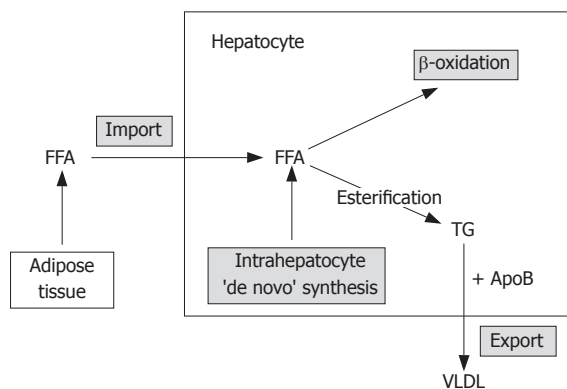 Hepatocyte
β-oxidation
Import
FFA
FFA
Esterification
TG
Adipose
tissue
Intrahepatocyte
'de novo' synthesis
+ ApoB
Export
VLDL